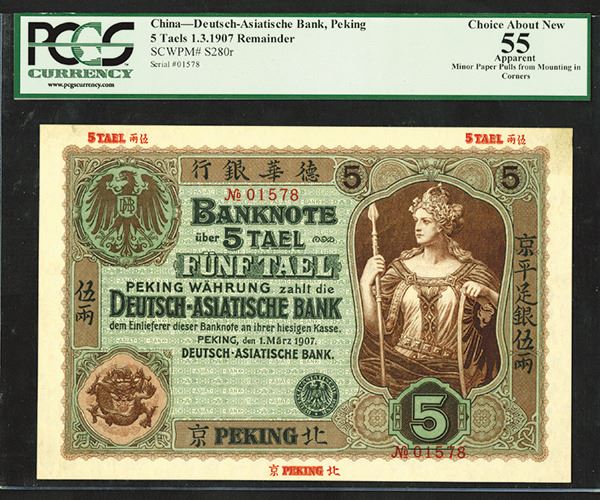 PCGS
CURRENCY
www.pcgscurrency.com
China—Deutsch-Asiatische Bank, Peking
5 Taels 1.3.1907 Remainder
SCWPM# S280r
Serial #01578
Choice About New
55
Apparent
Minor Paper Pulls from Mounting in
Corners
5 TAEL 兩伍
5 TAEL 兩伍
行銀華德
5
5
№ 01578
BANKNOTE
über 5 TAEL
FÜNF TAEL
PEKING WÄHRUNG zahlt die
DEUTSCH-ASIATISCHE BANK
dem Einlieferer dieser Banknote an ihrer hiesigen Kasse.
PEKING, den 1. März 1907.
DEUTSCH-ASIATISCHE BANK.
伍兩
京平足銀伍兩
5
№ 01578
京 PEKING 北
京 PEKING 北